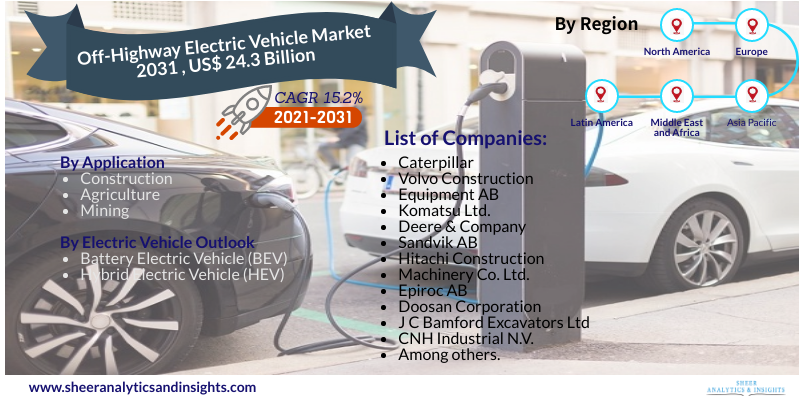 Off-Highway Electric Vehicle Market
2031 , US$ 24.3 Billion
CAGR 15.2%
2021-2031
By Region
North America
Europe
Latin America
Middle East
and Africa
Asia Pacific
By Application
• Construction
• Agriculture
• Mining
By Electric Vehicle Outlook
• Battery Electric Vehicle (BEV)
• Hybrid Electric Vehicle (HEV)
List of Companies:
• Caterpillar
• Volvo Construction
• Equipment AB
• Komatsu Ltd.
• Deere & Company
• Sandvik AB
• Hitachi Construction
• Machinery Co. Ltd.
• Epiroc AB
• Doosan Corporation
• J C Bamford Excavators Ltd
• CNH Industrial N.V.
• Among others.
www.sheeranalyticsandinsights.com
SHEER
ANALYTICS & INSIGHTS